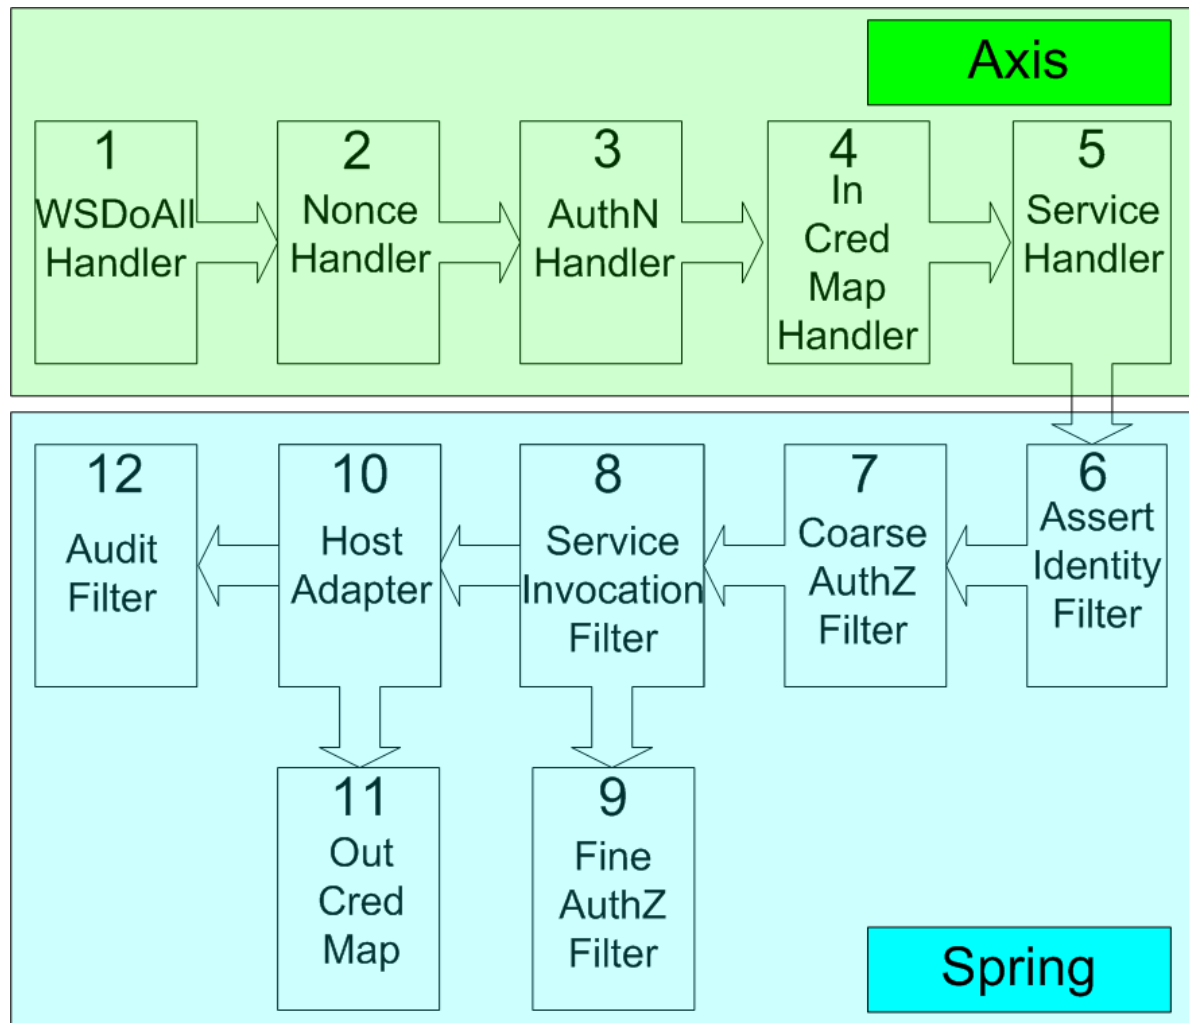 Axis
1
WSDoAll
Handler
2
Nonce
Handler
3
AuthN
Handler
4
In
Cred
Map
Handler
5
Service
Handler
12
Audit
Filter
10
Host
Adapter
8
Service
Invocation
Filter
7
Coarse
AuthZ
Filter
6
Assert
Identity
Filter
11
Out
Cred
Map
9
Fine
AuthZ
Filter
Spring